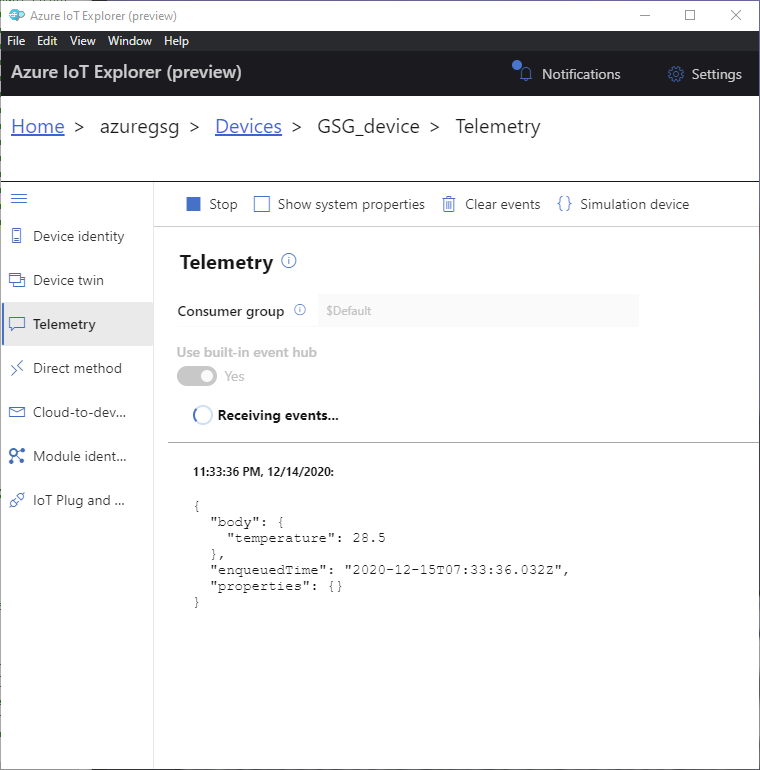 Azure IoT Explorer (preview)
File Edit View Window Help
Azure IoT Explorer (preview) Notifications Settings
Home > azuregsg > Devices > GSG_device > Telemetry
Stop Show system properties Clear events {} Simulation device
Device identity
Device twin
Telemetry
Direct method
Cloud-to-dev...
Module ident...
IoT Plug and ...
Telemetry
Consumer group $Default
Use built-in event hub
Yes
Receiving events...
11:33:36 PM, 12/14/2020:
{
"body": {
"temperature": 28.5
},
"enqueuedTime": "2020-12-15T07:33:36.032Z",
"properties": {}
}